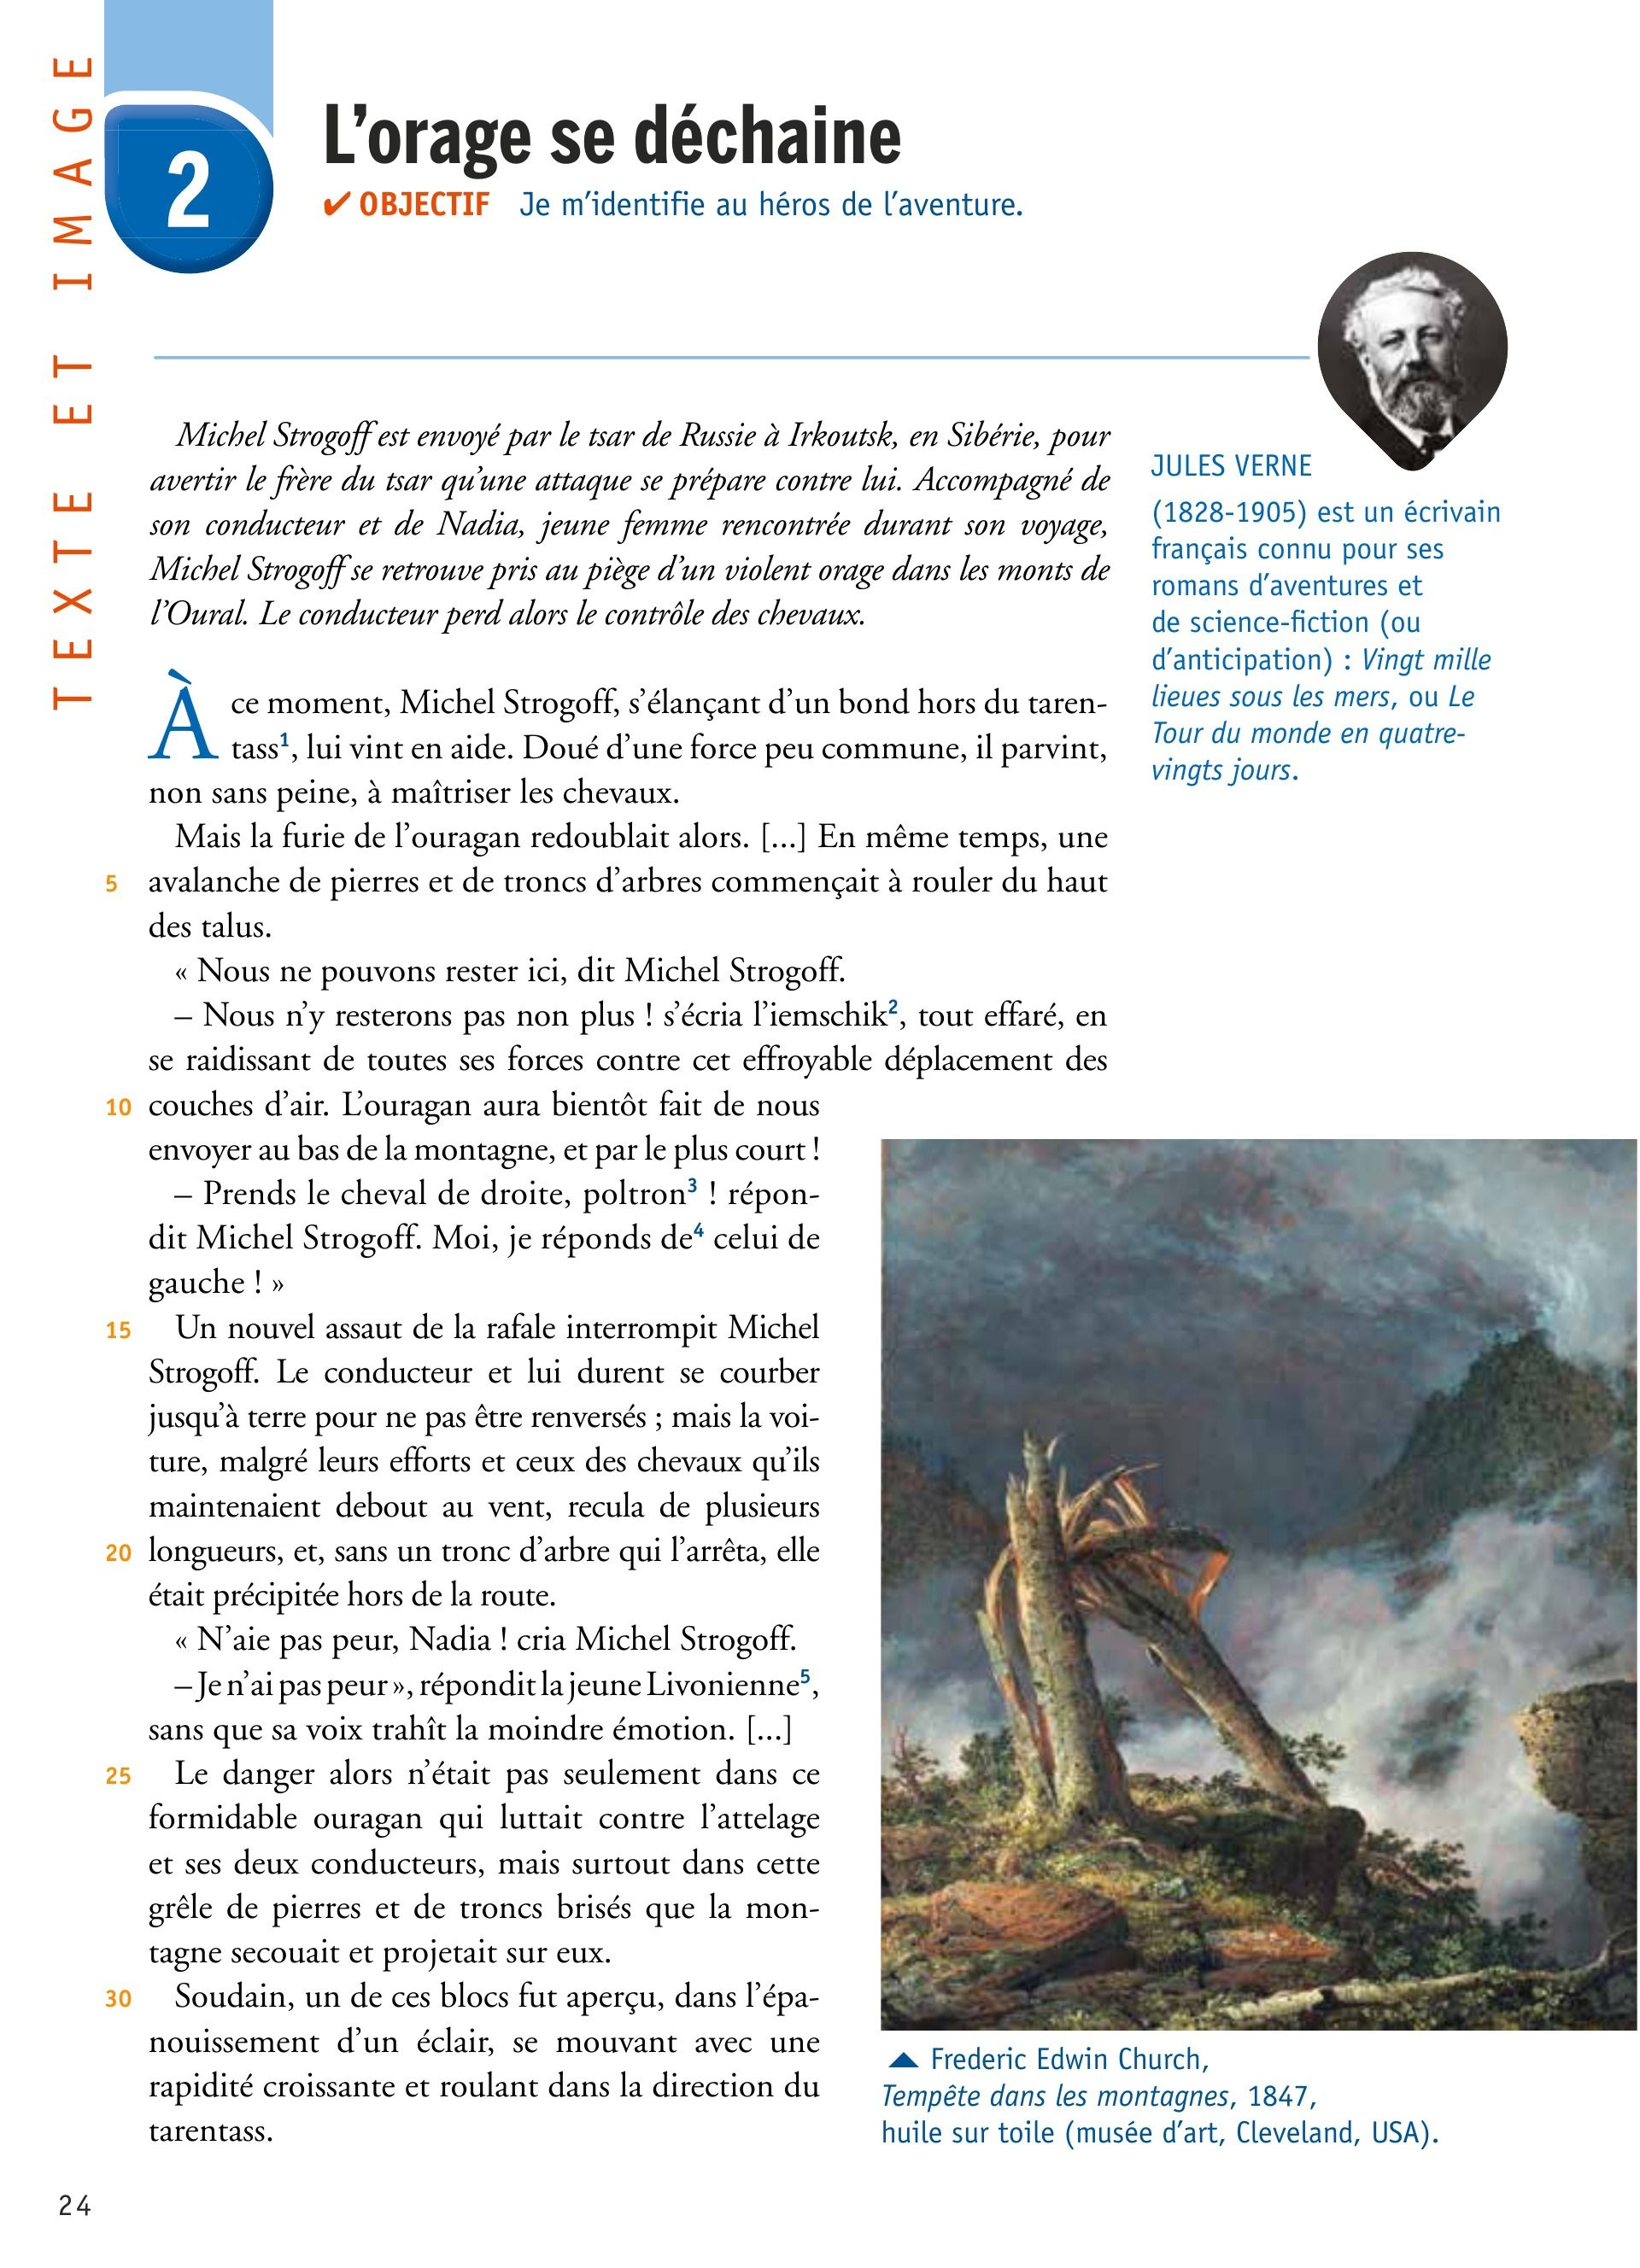 TEXTE ET IMAGE
2
L’orage se déchaine
✔ OBJECTIF Je m’identifie au héros de l’aventure.
Michel Strogoff est envoyé par le tsar de Russie à Irkoutsk, en Sibérie, pour
avertir le frère du tsar qu’une attaque se prépare contre lui. Accompagné de
son conducteur et de Nadia, jeune femme rencontrée durant son voyage,
Michel Strogoff se retrouve pris au piège d’un violent orage dans les monts de
l’Oural. Le conducteur perd alors le contrôle des chevaux.
JULES VERNE
(1828-1905) est un écrivain
français connu pour ses
romans d’aventures et
de science-fiction (ou
d’anticipation) : Vingt mille
lieues sous les mers, ou Le
Tour du monde en quatre-
vingts jours.
À ce moment, Michel Strogoff, s’élançant d’un bond hors du taren-
tass1, lui vint en aide. Doué d’une force peu commune, il parvint,
non sans peine, à maîtriser les chevaux.
Mais la furie de l’ouragan redoublait alors. [...] En même temps, une
5 avalanche de pierres et de troncs d’arbres commençait à rouler du haut
des talus.
« Nous ne pouvons rester ici, dit Michel Strogoff.
– Nous n’y resterons pas non plus ! s’écria l’iemschik2, tout effaré, en
se raidissant de toutes ses forces contre cet effroyable déplacement des
10 couches d’air. L’ouragan aura bientôt fait de nous
envoyer au bas de la montagne, et par le plus court !
– Prends le cheval de droite, poltron3 ! répon-
dit Michel Strogoff. Moi, je réponds de4 celui de
gauche ! »
15 Un nouvel assaut de la rafale interrompit Michel
Strogoff. Le conducteur et lui durent se courber
jusqu’à terre pour ne pas être renversés ; mais la voi-
ture, malgré leurs efforts et ceux des chevaux qu’ils
maintenaient debout au vent, recula de plusieurs
20 longueurs, et, sans un tronc d’arbre qui l’arrêta, elle
était précipitée hors de la route.
« N’aie pas peur, Nadia ! cria Michel Strogoff.
– Je n’ai pas peur », répondit la jeune Livonienne5,
sans que sa voix trahît la moindre émotion. [...]
25 Le danger alors n’était pas seulement dans ce
formidable ouragan qui luttait contre l’attelage
et ses deux conducteurs, mais surtout dans cette
grêle de pierres et de troncs brisés que la mon-
tagne secouait et projetait sur eux.
30 Soudain, un de ces blocs fut aperçu, dans l’épa-
nouissement d’un éclair, se mouvant avec une
rapidité croissante et roulant dans la direction du
tarentass.
Frederic Edwin Church,
Tempête dans les montagnes, 1847,
huile sur toile (musée d’art, Cleveland, USA).
24